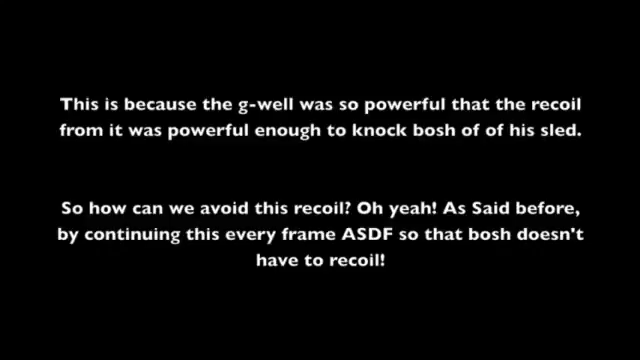 This is because the g-well was so powerful that the recoil
from it was powerful enough to knock bosh of of his sled.
So how can we avoid this recoil? Oh yeah! As Said before,
by continuing this every frame ASDF so that bosh doesn't
have to recoil!